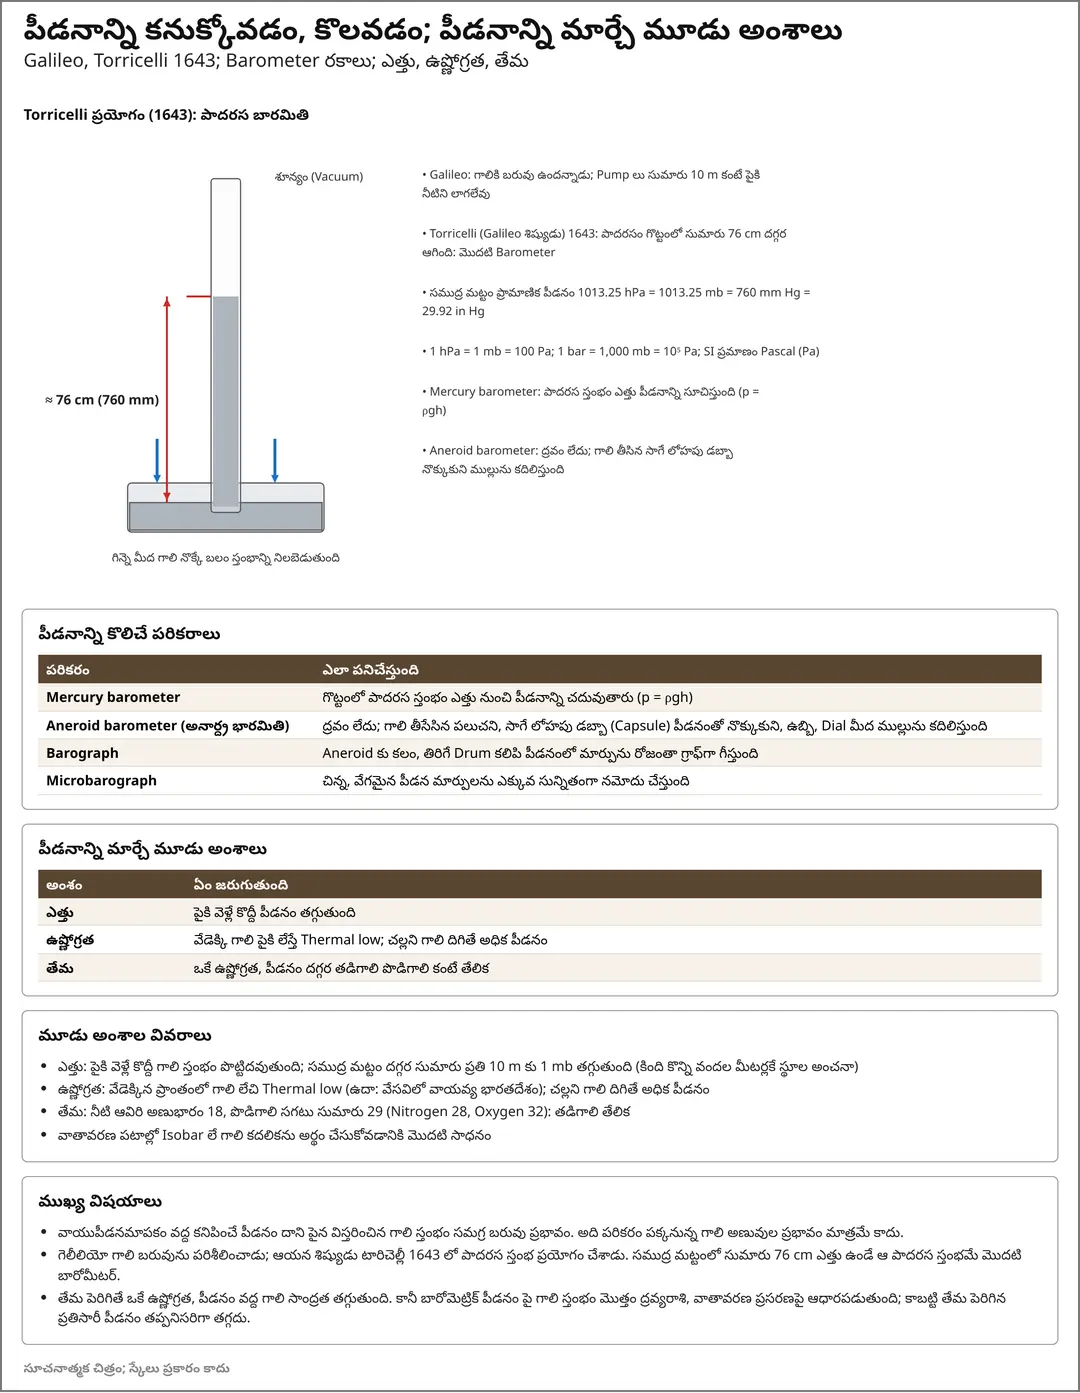 పీడనాన్ని కనుక్కోవడం, కొలవడం; పీడనాన్ని మార్చే మూడు అంశాలు
Galileo, Torricelli 1643; Barometer రకాలు; ఎత్తు, ఉష్ణోగ్రత, తేమ
Torricelli ప్రయోగం (1643): పాదరస బారమితి
శూన్యం (Vacuum)
≈ 76 cm (760 mm)
గిన్నె మీద గాలి నొక్కే బలం స్తంభాన్ని నిలబెడుతుంది
• Galileo: గాలికి బరువు ఉందన్నాడు; Pump లు సుమారు 10 m కంటే పైకి
నీటిని లాగలేవు
• Torricelli (Galileo శిష్యుడు) 1643: పాదరసం గొట్టంలో సుమారు 76 cm దగ్గర
ఆగింది: మొదటి Barometer
• సముద్ర మట్టం ప్రామాణిక పీడనం 1013.25 hPa = 1013.25 mb = 760 mm Hg =
29.92 in Hg
• 1 hPa = 1 mb = 100 Pa; 1 bar = 1,000 mb = 10⁵ Pa; SI ప్రమాణం Pascal (Pa)
• Mercury barometer: పాదరస స్తంభం ఎత్తు పీడనాన్ని సూచిస్తుంది (p =
ρgh)
• Aneroid barometer: ద్రవం లేదు; గాలి తీసిన సాగే లోహపు డబ్బా
నొక్కుకుని ముల్లును కదిలిస్తుంది
పీడనాన్ని కొలిచే పరికరాలు
పరికరం ఎలా పనిచేస్తుంది
Mercury barometer గొట్టంలో పాదరస స్తంభం ఎత్తు నుంచి పీడనాన్ని చదువుతారు (p = ρgh)
Aneroid barometer (అనార్ద్ర భారమితి) ద్రవం లేదు; గాలి తీసేసిన పలుచని, సాగే లోహపు డబ్బా (Capsule) పీడనంతో నొక్కుకుని, ఉబ్బి, Dial మీద ముల్లును కదిలిస్తుంది
Barograph Aneroid కు కలం, తిరిగే Drum కలిపి పీడనంలో మార్పును రోజంతా గ్రాఫ్‌గా గీస్తుంది
Microbarograph చిన్న, వేగమైన పీడన మార్పులను ఎక్కువ సున్నితంగా నమోదు చేస్తుంది
పీడనాన్ని మార్చే మూడు అంశాలు
అంశం ఏం జరుగుతుంది
ఎత్తు పైకి వెళ్లే కొద్దీ పీడనం తగ్గుతుంది
ఉష్ణోగ్రత వేడెక్కి గాలి పైకి లేస్తే Thermal low; చల్లని గాలి దిగితే అధిక పీడనం
తేమ ఒకే ఉష్ణోగ్రత, పీడనం దగ్గర తడిగాలి పొడిగాలి కంటే తేలిక
మూడు అంశాల వివరాలు
• ఎత్తు: పైకి వెళ్లే కొద్దీ గాలి స్తంభం పొట్టిదవుతుంది; సముద్ర మట్టం దగ్గర సుమారు ప్రతి 10 m కు 1 mb తగ్గుతుంది (కింది కొన్ని వందల మీటర్లకే స్థూల అంచనా)
• ఉష్ణోగ్రత: వేడెక్కిన ప్రాంతంలో గాలి లేచి Thermal low (ఉదా: వేసవిలో వాయవ్య భారతదేశం); చల్లని గాలి దిగితే అధిక పీడనం
• తేమ: నీటి ఆవిరి అణుభారం 18, పొడిగాలి సగటు సుమారు 29 (Nitrogen 28, Oxygen 32): తడిగాలి తేలిక
• వాతావరణ పటాల్లో Isobar లే గాలి కదలికను అర్థం చేసుకోవడానికి మొదటి సాధనం
ముఖ్య విషయాలు
• వాయుపీడనమాపకం వద్ద కనిపించే పీడనం దాని పైన విస్తరించిన గాలి స్తంభం సమగ్ర బరువు ప్రభావం. అది పరికరం పక్కనున్న గాలి అణువుల ప్రభావం మాత్రమే కాదు.
• గెలీలియో గాలి బరువును పరిశీలించాడు; ఆయన శిష్యుడు టారిచెల్లీ 1643 లో పాదరస స్తంభ ప్రయోగం చేశాడు. సముద్ర మట్టంలో సుమారు 76 cm ఎత్తు ఉండే ఆ పాదరస స్తంభమే మొదటి
బారోమీటర్.
• తేమ పెరిగితే ఒకే ఉష్ణోగ్రత, పీడనం వద్ద గాలి సాంద్రత తగ్గుతుంది. కానీ బారోమెట్రిక్ పీడనం పై గాలి స్తంభం మొత్తం ద్రవ్యరాశి, వాతావరణ ప్రసరణపై ఆధారపడుతుంది; కాబట్టి తేమ పెరిగిన
ప్రతిసారీ పీడనం తప్పనిసరిగా తగ్గదు.
సూచనాత్మక చిత్రం; స్కేలు ప్రకారం కాదు